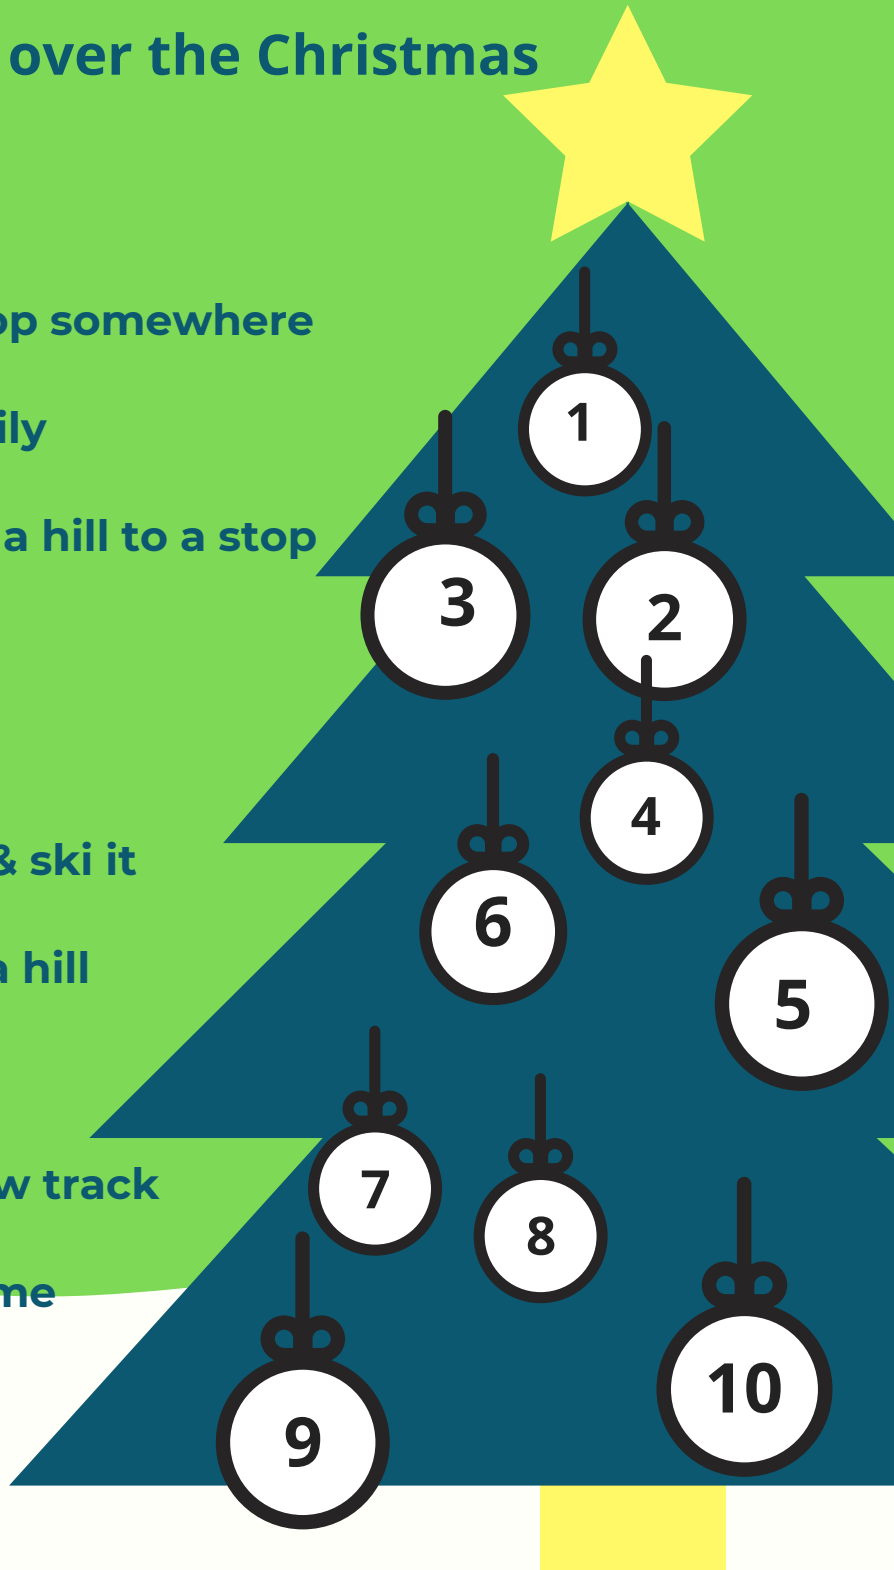 over the Christmas
op somewhere
ily
a hill to a stop
& ski it
a hill
w track
me
1
3
2
4
6
5
7
8
10
9